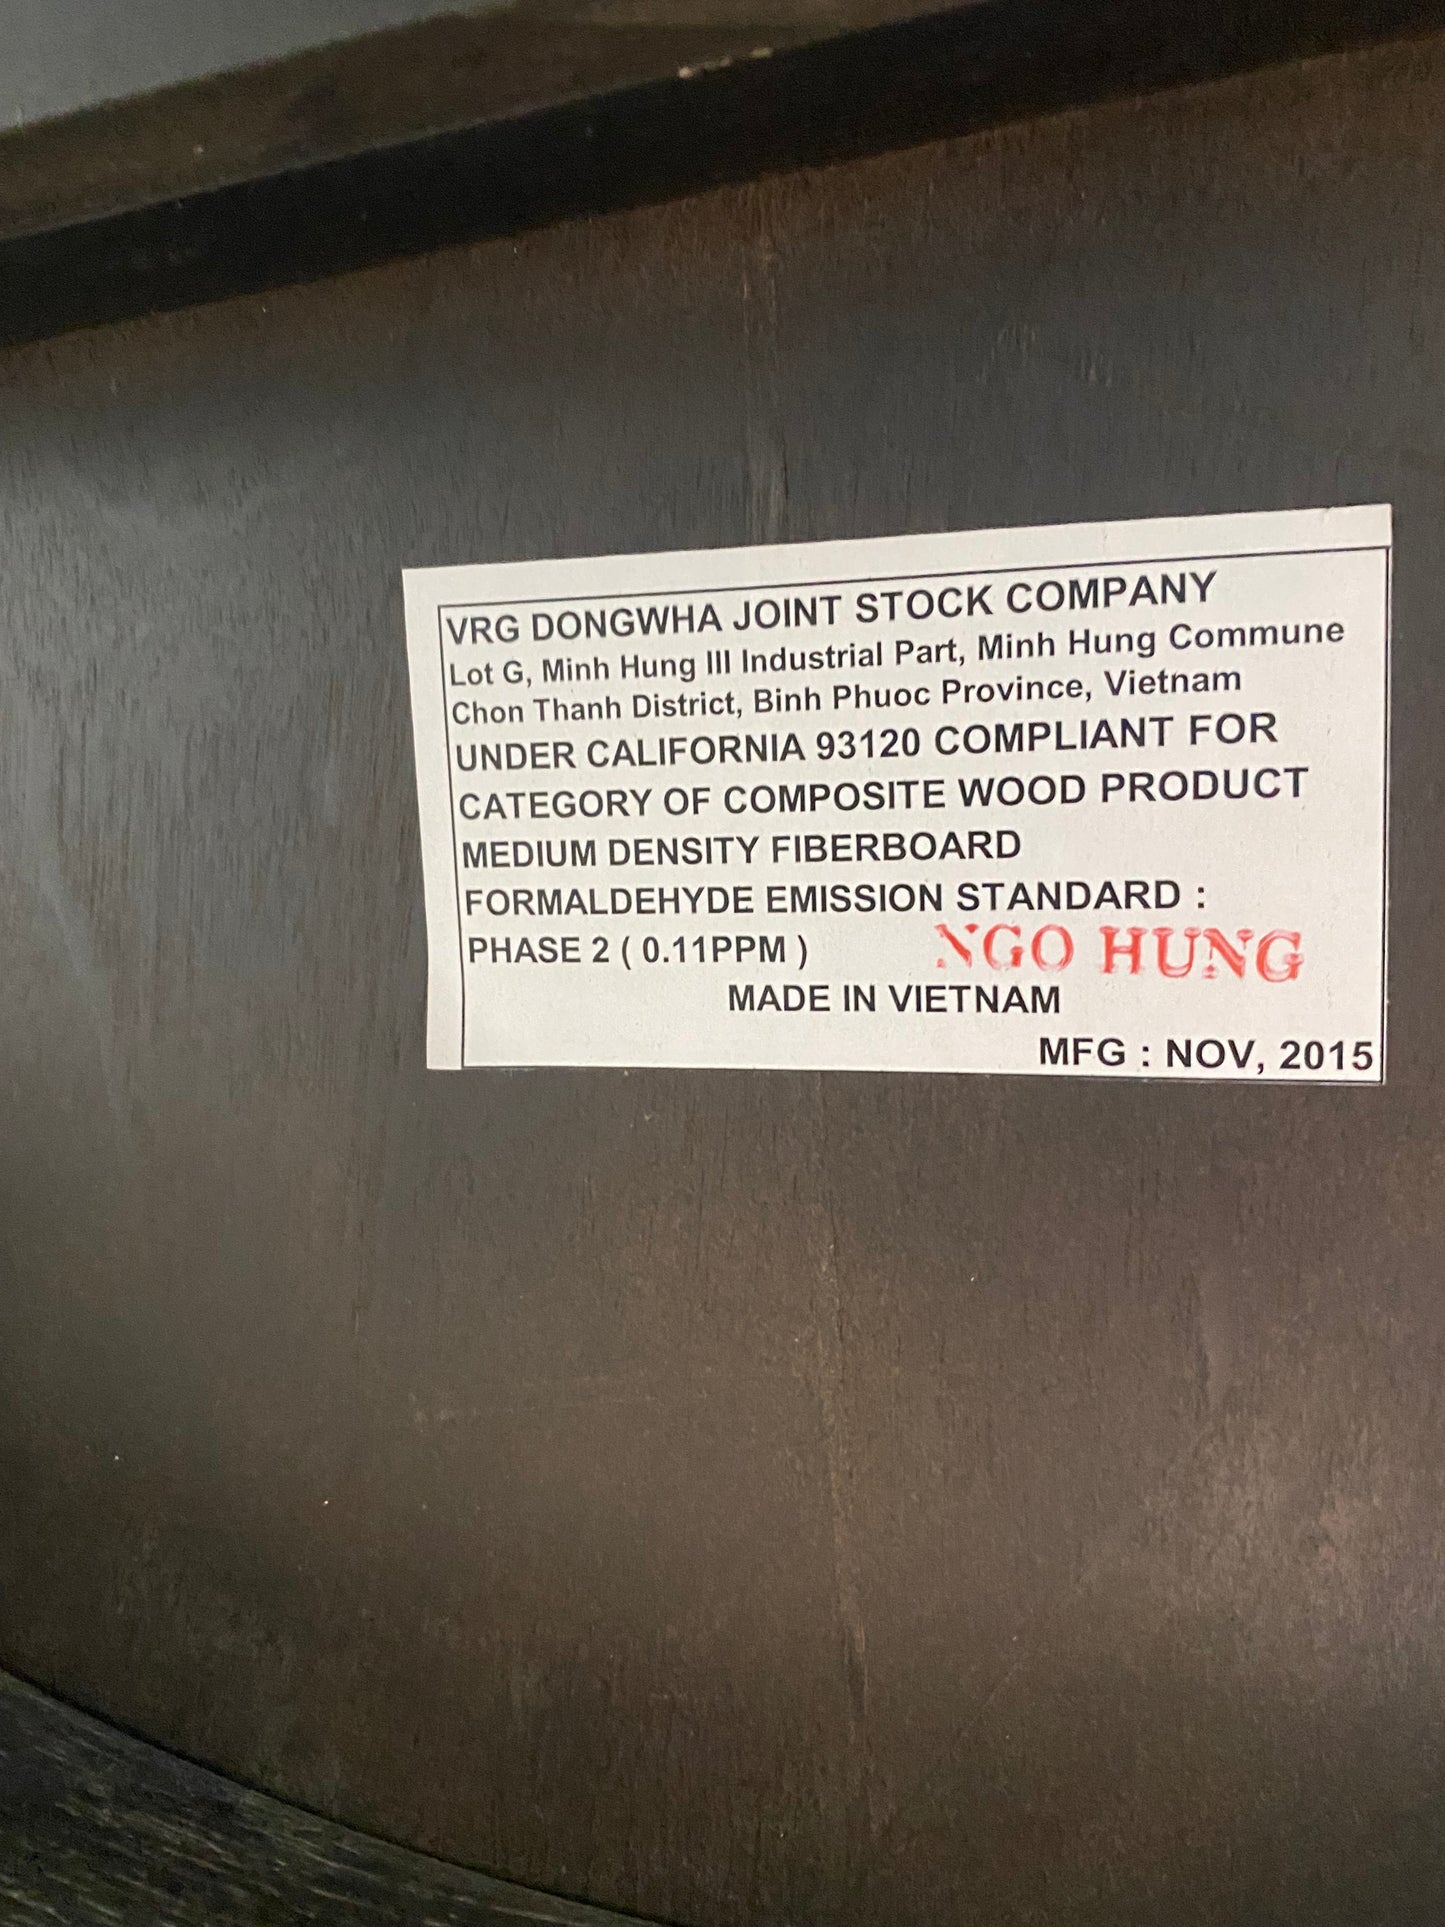 VRG DONGWHA JOINT STOCK COMPANY
Lot G, Minh Hung III Industrial Part, Minh Hung Commune
Chon Thanh District, Binh Phuoc Province, Vietnam
UNDER CALIFORNIA 93120 COMPLIANT FOR
CATEGORY OF COMPOSITE WOOD PRODUCT
MEDIUM DENSITY FIBERBOARD
FORMALDEHYDE EMISSION STANDARD :
PHASE 2 ( 0.11PPM ) NGO HUNG
MADE IN VIETNAM
MFG : NOV, 2015